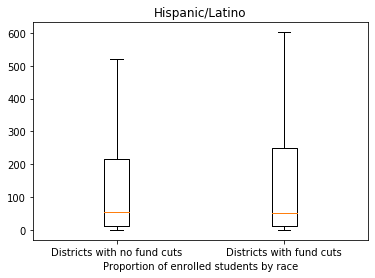 Hispanic/Latino
600
500
400
300
200
100
0
Districts with no fund cuts Districts with fund cuts
Proportion of enrolled students by race